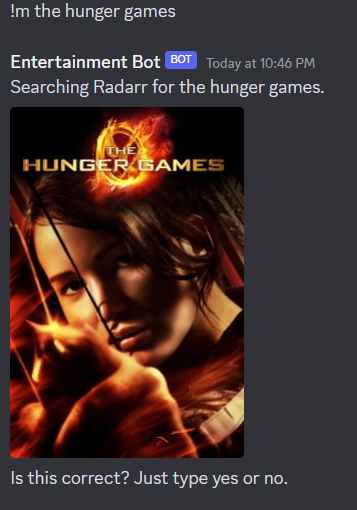 !m the hunger games
Entertainment Bot BOT Today at 10:46 PM
Searching Radarr for the hunger games.
THE
HUNGER GAMES
Is this correct? Just type yes or no.